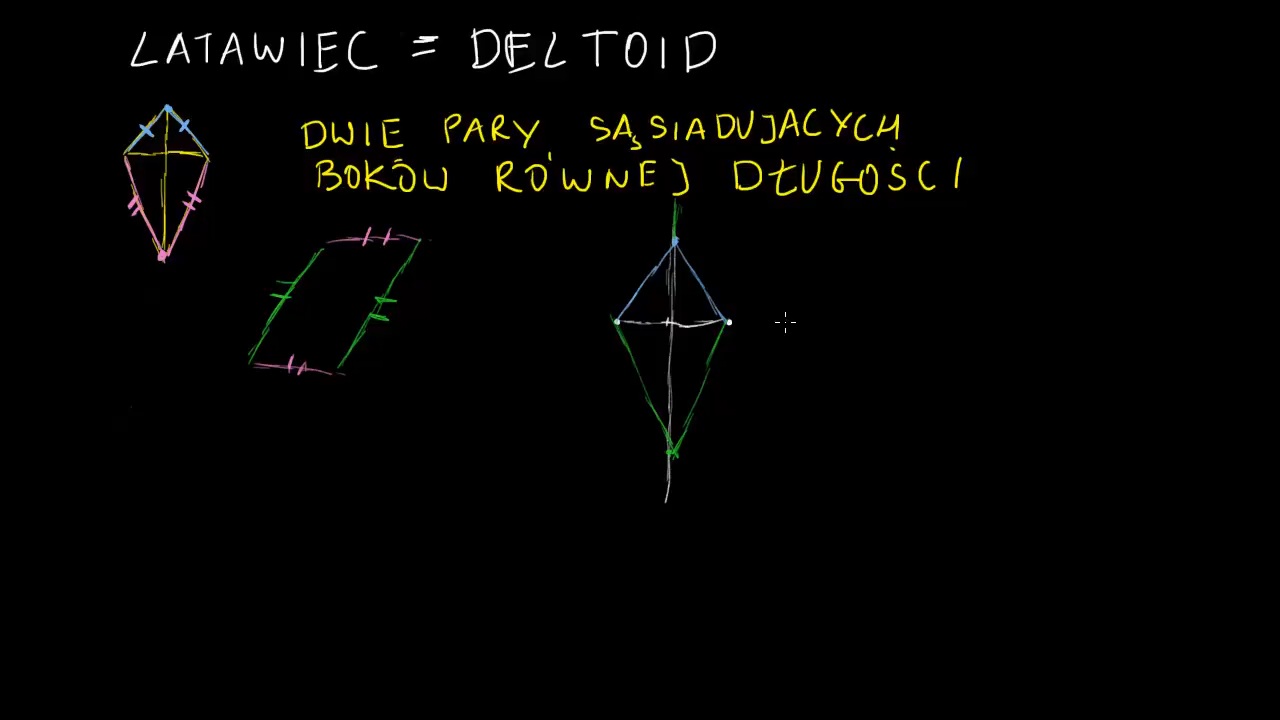 LATAWIEC = DELTOID
DWIE PARY SĄSIADUJĄCYCH
BOKÓW RÓWNEJ DŁUGOŚCI